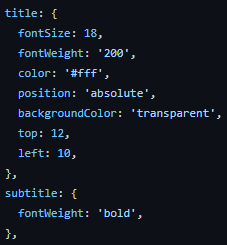 title: {
  fontSize: 18,
  fontWeight: '200',
  color: '#fff',
  position: 'absolute',
  backgroundColor: 'transparent',
  top: 12,
  left: 10,
},
subtitle: {
  fontWeight: 'bold',
},